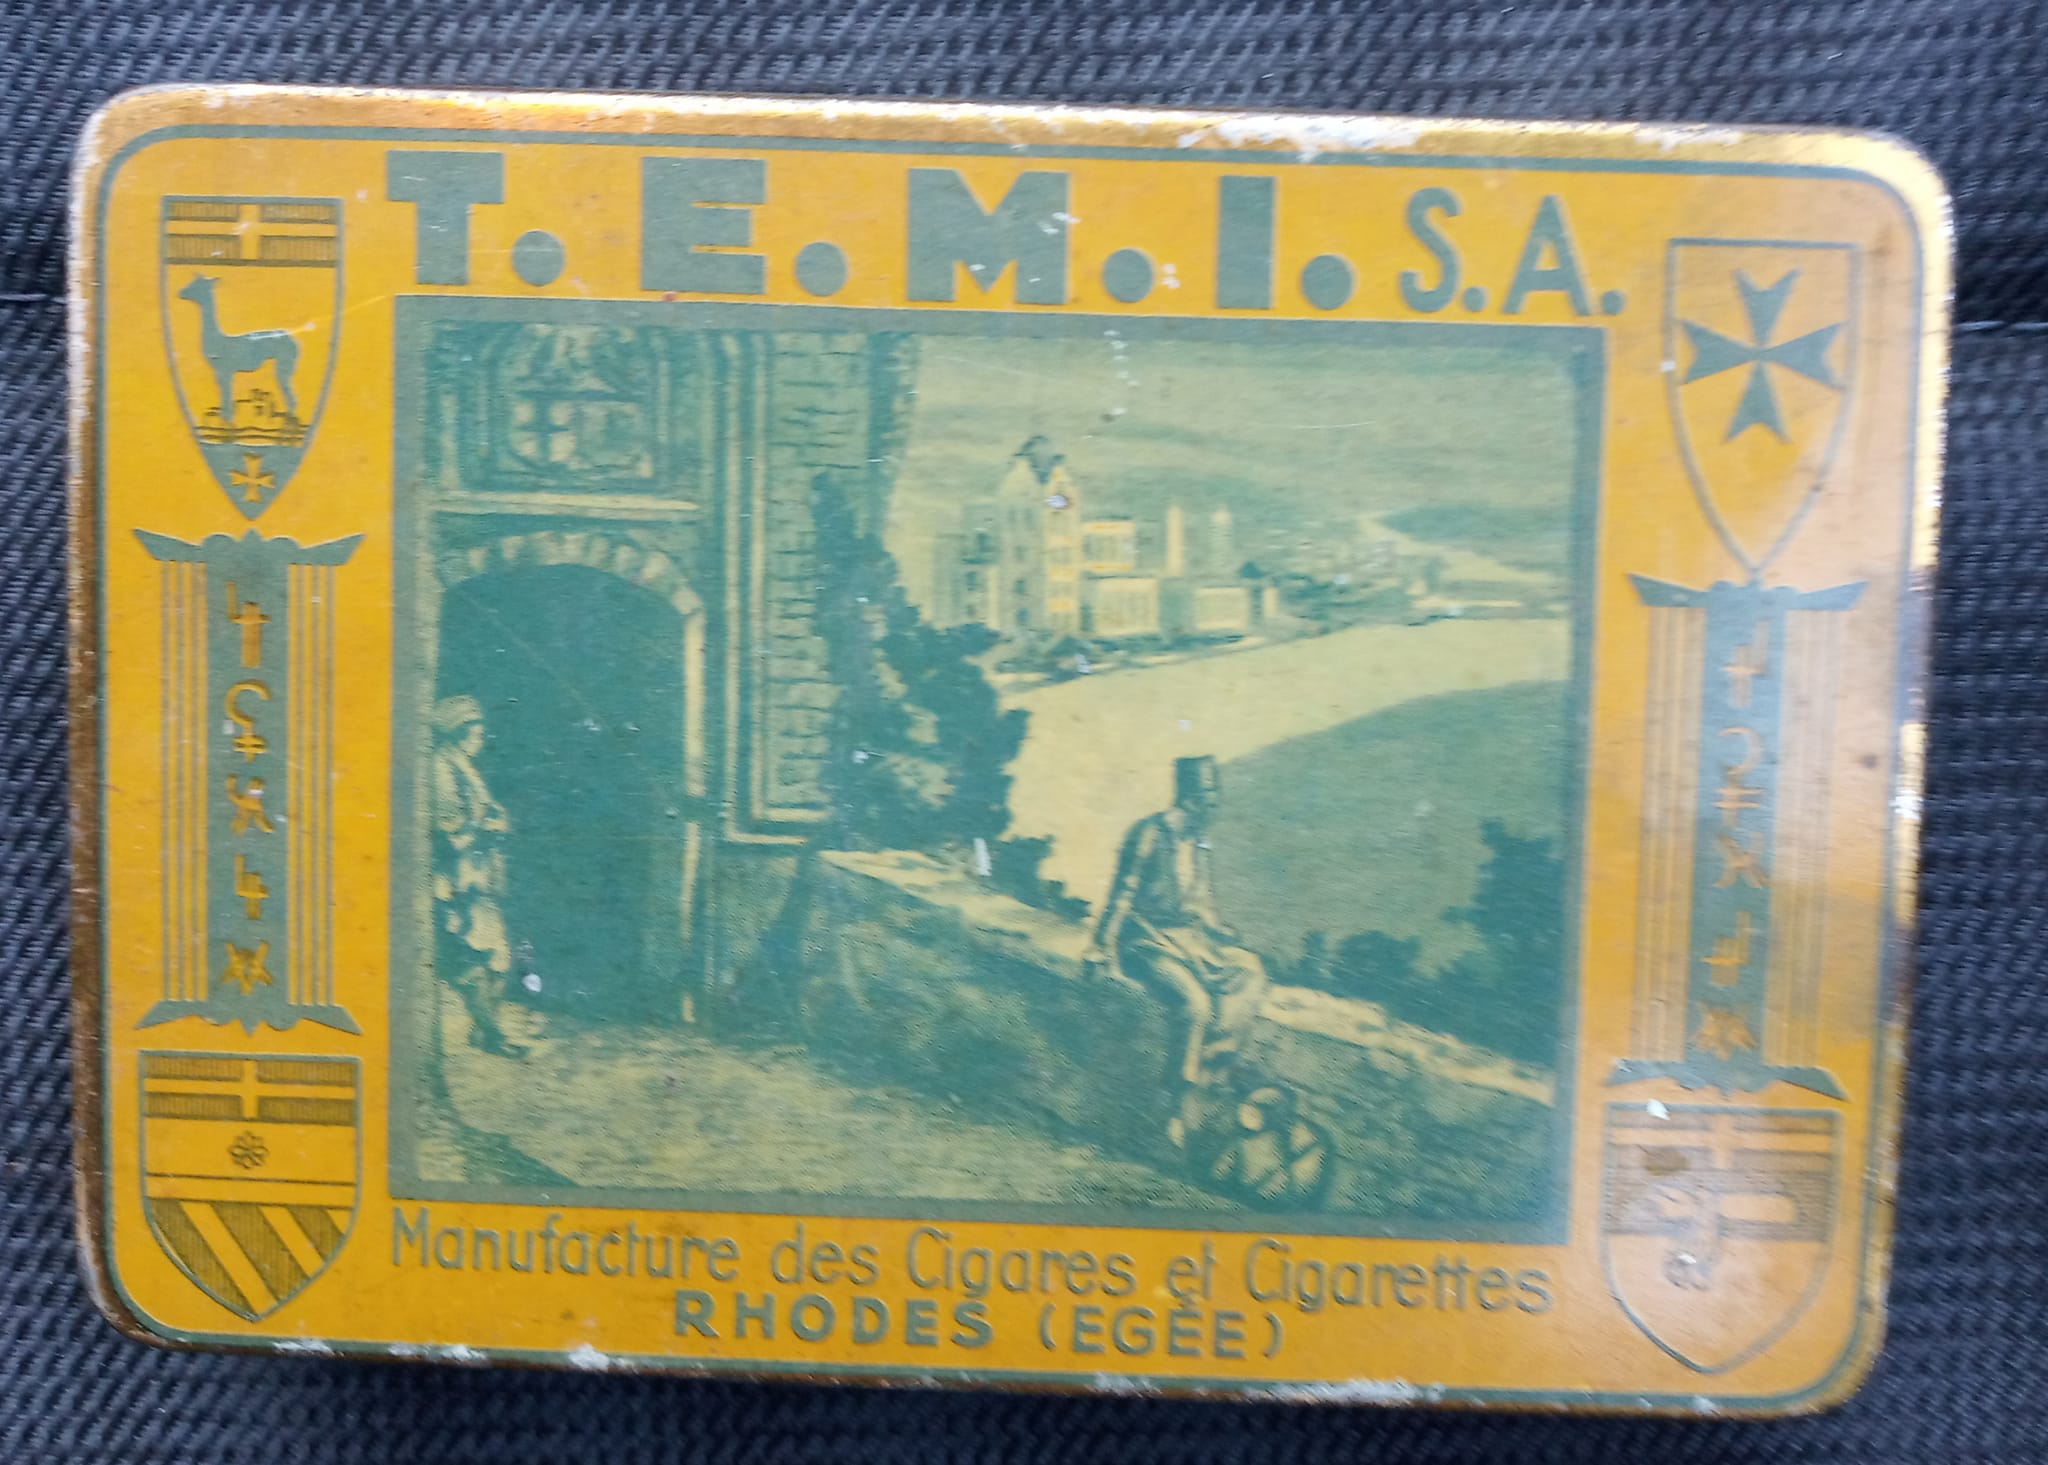 T. E. M. I. S.A.
Manufacture des Cigares et Cigarettes
RHODES (EGÉE)